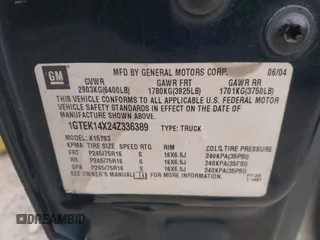 GM
MFD BY GENERAL MOTORS CORP. 06/04
GVWR GAWR FRT GAWR RR
2903KG(6400LB) 1780KG(3925LB) 1701KG(3750LB)
THIS VEHICLE CONFORMS TO ALL APPLICABLE U.S. FEDERAL MOTOR
VEHICLE SAFETY STANDARDS IN EFFECT ON THE DATE OF
MANUFACTURE SHOWN ABOVE.
1GTEK14X24Z336389 TYPE: TRUCK
TIRE SIZE SPEED RTG RIM COLD TIRE PRESSURE
FRT P245/75R16 S 16X6.5J 240KPA(35PSI)
RR P245/75R16 S 16X6.5J 240KPA(35PSI)
SPA P245/75R16 S 16X6.5J 240KPA(35PSI)
SEE OWNER'S MANUAL FOR ADDITIONAL INFORMATION.
DREAMBID